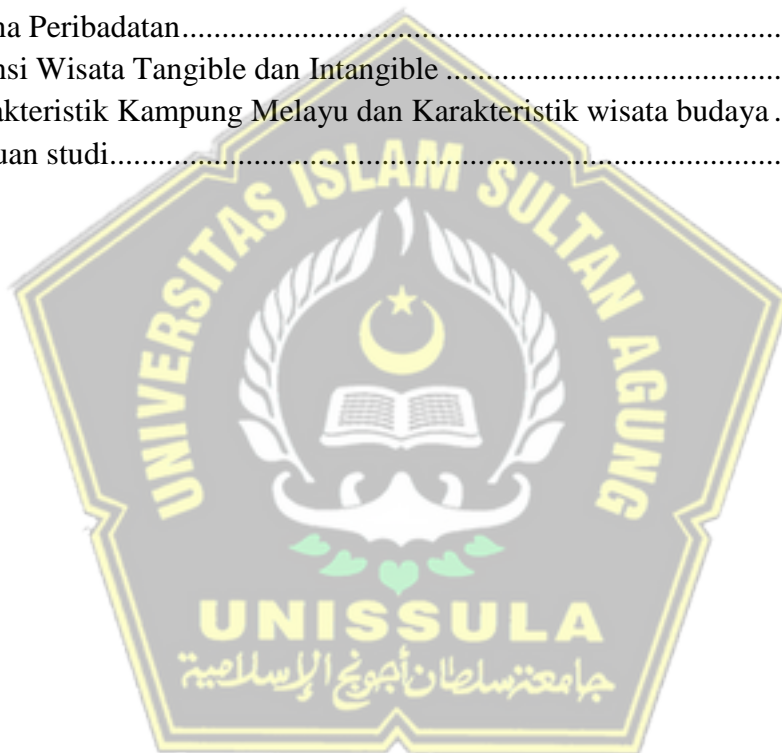 na Peribadatan
nsi Wisata Tangible dan Intangible
akteristik Kampung Melayu dan Karakteristik wisata budaya
uan studi
UNIVERSITAS ISLAM SULTAN AGUNG
UNISSULA
جامعة سلطان أجونج الإسلامية